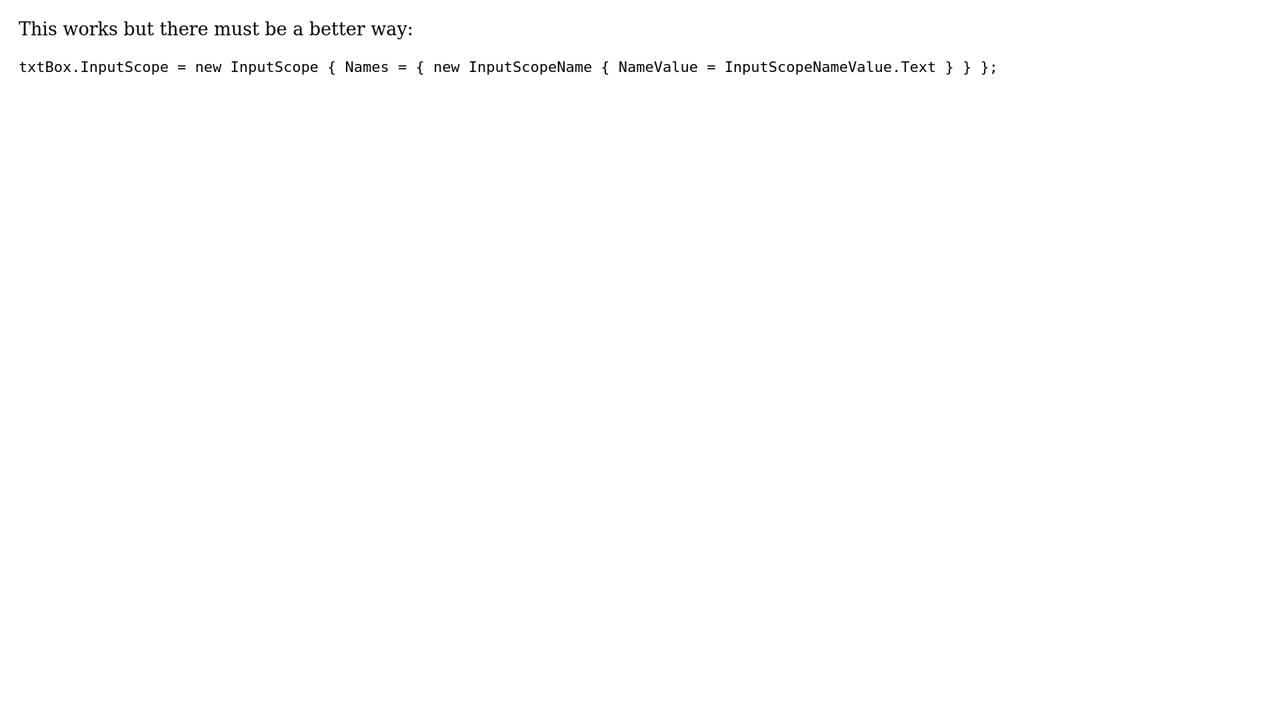 This works but there must be a better way:
txtBox.InputScope = new InputScope { Names = { new InputScopeName { NameValue = InputScopeNameValue.Text } } };